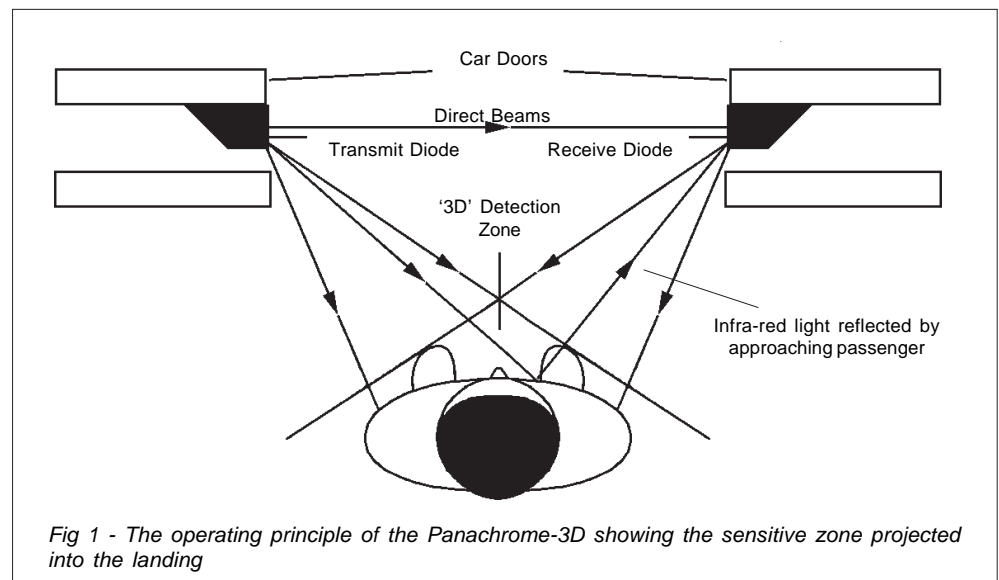 Car Doors
Direct Beams
Transmit Diode
Receive Diode
‘3D’ Detection
Zone
Infra-red light reflected by
approaching passenger
Fig 1 - The operating principle of the Panachrome-3D showing the sensitive zone projected
into the landing